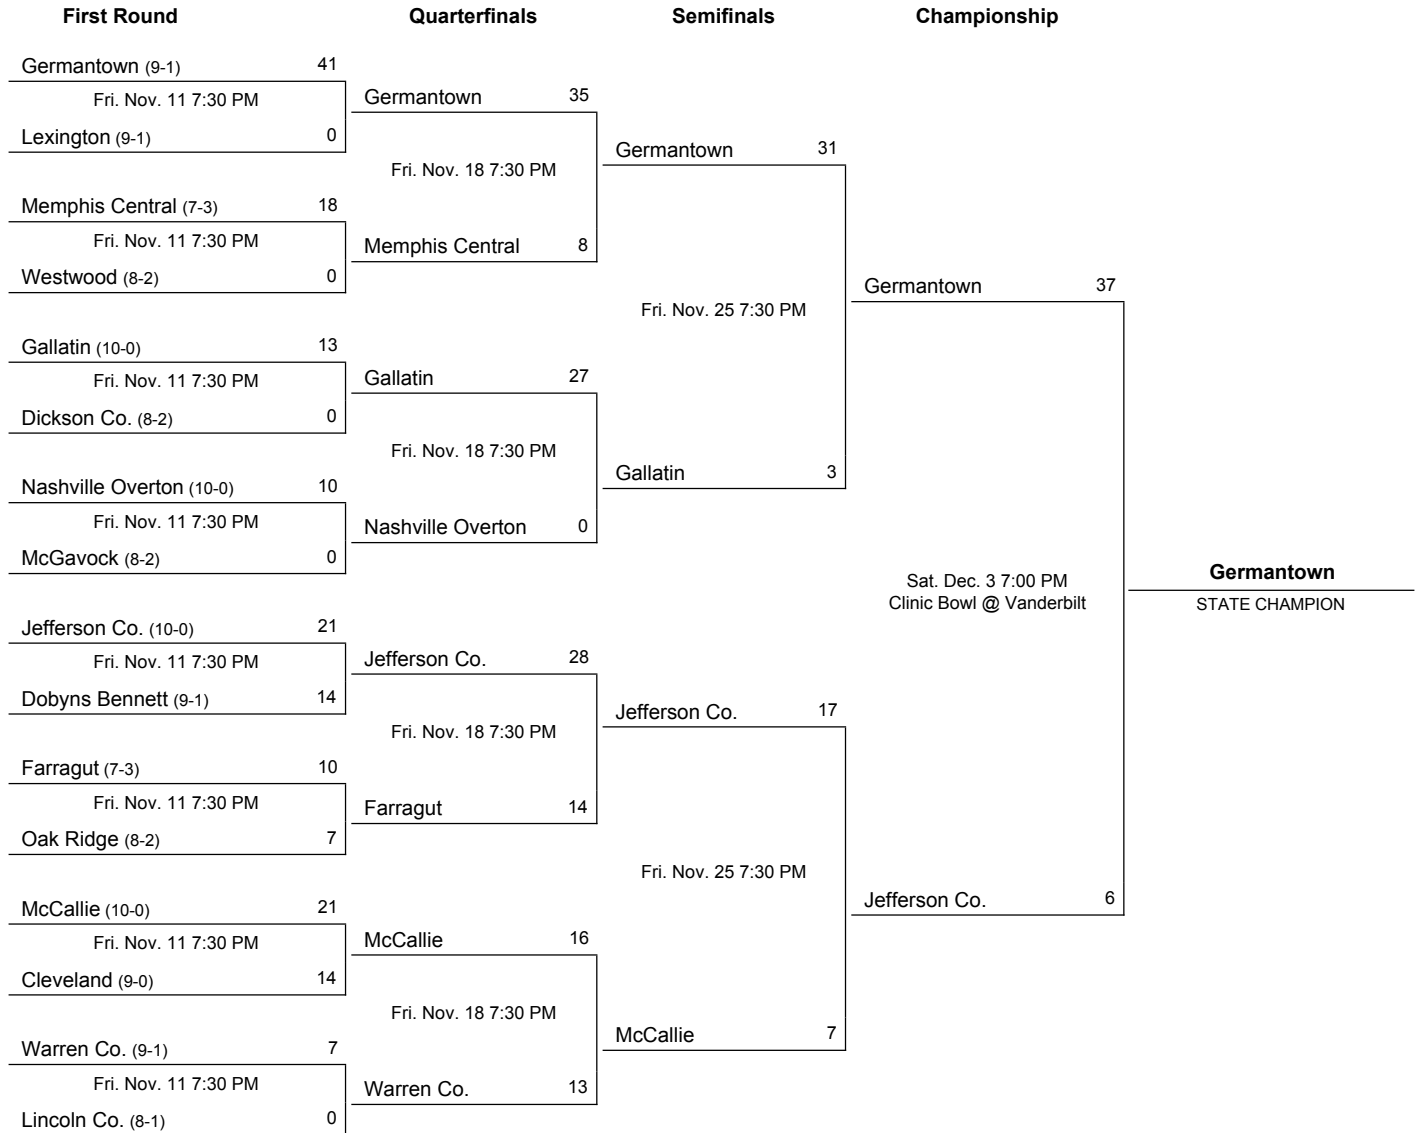 First Round Quarterfinals Semifinals Championship
Germantown (9-1) 41
Fri. Nov. 11 7:30 PM
Lexington (9-1) 0
Memphis Central (7-3) 18
Fri. Nov. 11 7:30 PM
Westwood (8-2) 0
Gallatin (10-0) 13
Fri. Nov. 11 7:30 PM
Dickson Co. (8-2) 0
Nashville Overton (10-0) 10
Fri. Nov. 11 7:30 PM
McGavock (8-2) 0
Jefferson Co. (10-0) 21
Fri. Nov. 11 7:30 PM
Dobyns Bennett (9-1) 14
Farragut (7-3) 10
Fri. Nov. 11 7:30 PM
Oak Ridge (8-2) 7
McCallie (10-0) 21
Fri. Nov. 11 7:30 PM
Cleveland (9-0) 14
Warren Co. (9-1) 7
Fri. Nov. 11 7:30 PM
Lincoln Co. (8-1) 0
Germantown 35
Fri. Nov. 18 7:30 PM
Memphis Central 8
Gallatin 27
Fri. Nov. 18 7:30 PM
Nashville Overton 0
Jefferson Co. 28
Fri. Nov. 18 7:30 PM
Farragut 14
McCallie 16
Fri. Nov. 18 7:30 PM
Warren Co. 13
Germantown 31
Fri. Nov. 25 7:30 PM
Gallatin 3
Jefferson Co. 17
Fri. Nov. 25 7:30 PM
McCallie 7
Germantown 37
Sat. Dec. 3 7:00 PM
Clinic Bowl @ Vanderbilt
Jefferson Co. 6
Germantown
STATE CHAMPION